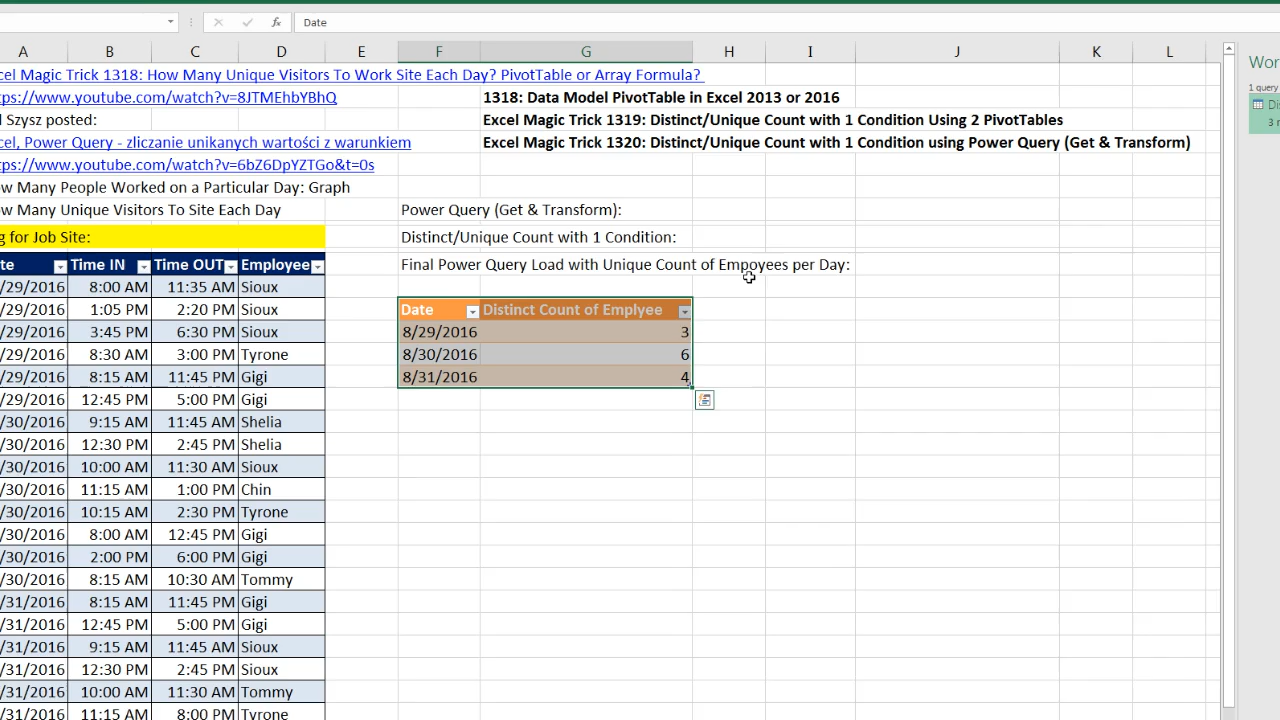 Date
A B C D E F G H I J K L
cel Magic Trick 1318: How Many Unique Visitors To Work Site Each Day? PivotTable or Array Formula?
tps://www.youtube.com/watch?v=8JTMEhbYBhQ
1318: Data Model PivotTable in Excel 2013 or 2016
l Szysz posted:
Excel Magic Trick 1319: Distinct/Unique Count with 1 Condition Using 2 PivotTables
cel, Power Query - zliczanie unikanych wartości z warunkiem
Excel Magic Trick 1320: Distinct/Unique Count with 1 Condition using Power Query (Get & Transform)
tps://www.youtube.com/watch?v=6bZ6DpYZTGo&t=0s
ow Many People Worked on a Particular Day: Graph
ow Many Unique Visitors To Site Each Day
Power Query (Get & Transform):
g for Job Site:
Distinct/Unique Count with 1 Condition:
te Time IN Time OUT Employee
Final Power Query Load with Unique Count of Empoyees per Day:
/29/2016 8:00 AM 11:35 AM Sioux
/29/2016 1:05 PM 2:20 PM Sioux
Date Distinct Count of Emplyee
/29/2016 3:45 PM 6:30 PM Sioux
8/29/2016 3
/29/2016 8:30 AM 3:00 PM Tyrone
8/30/2016 6
/29/2016 8:15 AM 11:45 PM Gigi
8/31/2016 4
/29/2016 12:45 PM 5:00 PM Gigi
/30/2016 9:15 AM 11:45 AM Shelia
/30/2016 12:30 PM 2:45 PM Shelia
/30/2016 10:00 AM 11:30 AM Sioux
/30/2016 11:15 AM 1:00 PM Chin
/30/2016 10:15 AM 2:30 PM Tyrone
/30/2016 8:00 AM 12:45 PM Gigi
/30/2016 2:00 PM 6:00 PM Gigi
/30/2016 8:15 AM 10:30 AM Tommy
/31/2016 8:15 AM 11:45 PM Gigi
/31/2016 12:45 PM 5:00 PM Gigi
/31/2016 9:15 AM 11:45 AM Sioux
/31/2016 12:30 PM 2:45 PM Sioux
/31/2016 10:00 AM 11:30 AM Tommy
/31/2016 11:15 AM 8:00 PM Tyrone
Wor
1 query
Di
3 r